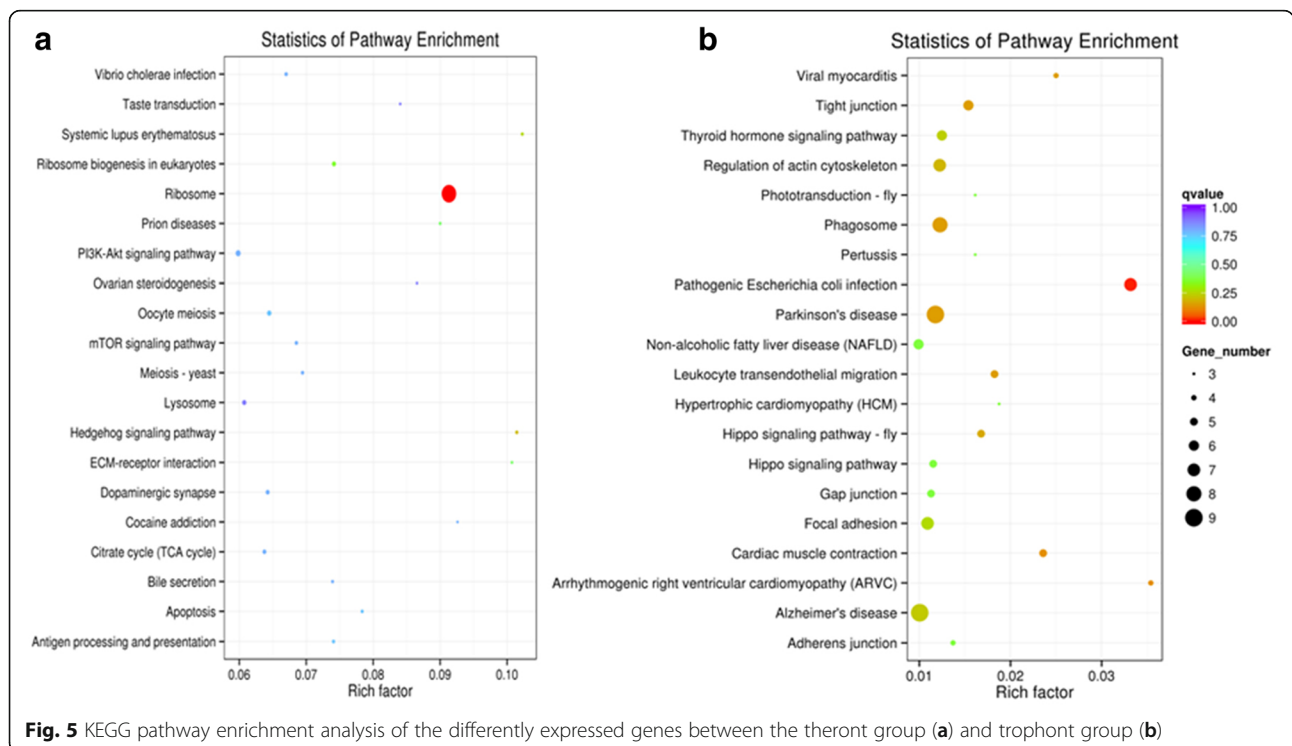 a
Statistics of Pathway Enrichment
Vibrio cholerae infection
Taste transduction
Systemic lupus erythematosus
Ribosome biogenesis in eukaryotes
Ribosome
Prion diseases
PI3K-Akt signaling pathway
Ovarian steroidogenesis
Oocyte meiosis
mTOR signaling pathway
Meiosis - yeast
Lysosome
Hedgehog signaling pathway
ECM-receptor interaction
Dopaminergic synapse
Cocaine addiction
Citrate cycle (TCA cycle)
Bile secretion
Apoptosis
Antigen processing and presentation
0.06 0.07 0.08 0.09 0.10
Rich factor
b
Statistics of Pathway Enrichment
Viral myocarditis
Tight junction
Thyroid hormone signaling pathway
Regulation of actin cytoskeleton
Phototransduction - fly
Phagosome
Pertussis
Pathogenic Escherichia coli infection
Parkinson's disease
Non-alcoholic fatty liver disease (NAFLD)
Leukocyte transendothelial migration
Hypertrophic cardiomyopathy (HCM)
Hippo signaling pathway - fly
Hippo signaling pathway
Gap junction
Focal adhesion
Cardiac muscle contraction
Arrhythmogenic right ventricular cardiomyopathy (ARVC)
Alzheimer's disease
Adherens junction
0.01 0.02 0.03
Rich factor
qvalue
1.00
0.75
0.50
0.25
0.00
Gene_number
3
4
5
6
7
8
9
Fig. 5 KEGG pathway enrichment analysis of the differently expressed genes between the theront group (a) and trophont group (b)